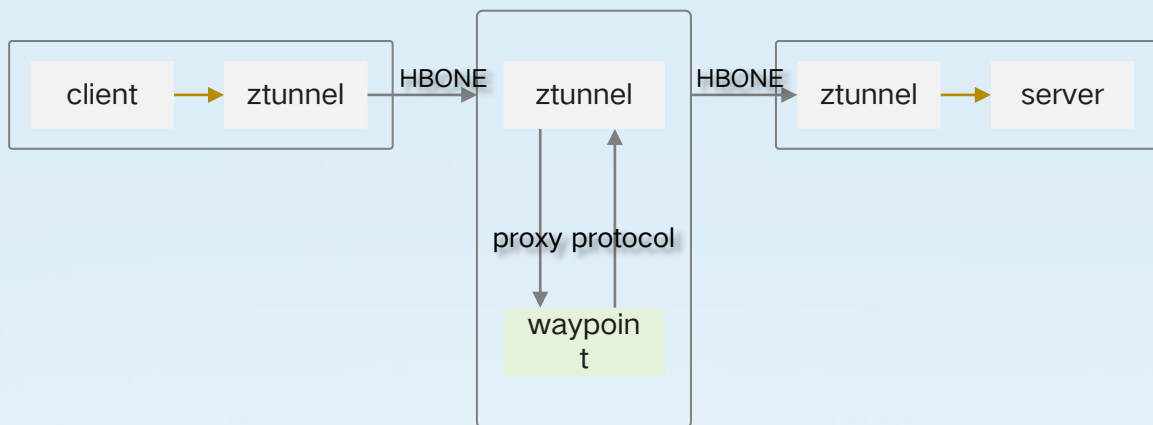 client
ztunnel
HBONE
ztunnel
HBONE
ztunnel
server
proxy protocol
waypoin
t